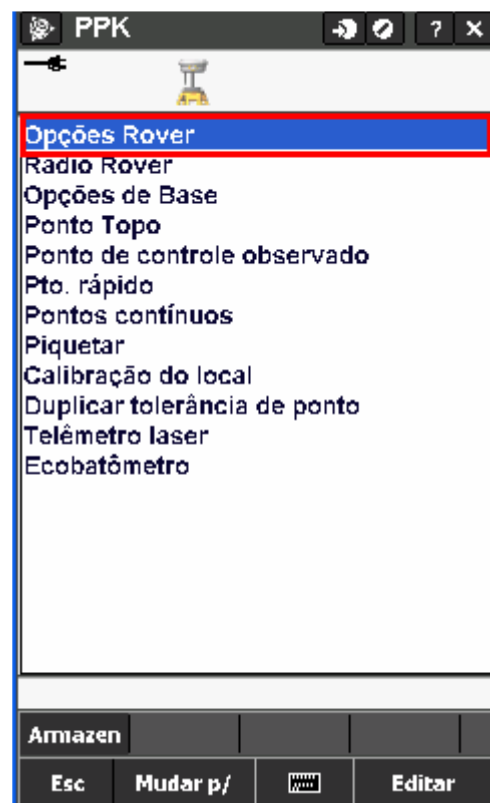 PPK ? ×
Opções Rover
Radio Rover
Opções de Base
Ponto Topo
Ponto de controle observado
Pto. rápido
Pontos contínuos
Piquetar
Calibração do local
Duplicar tolerância de ponto
Telêmetro laser
Ecobatômetro
Armazen
Esc Mudar p/ Editar